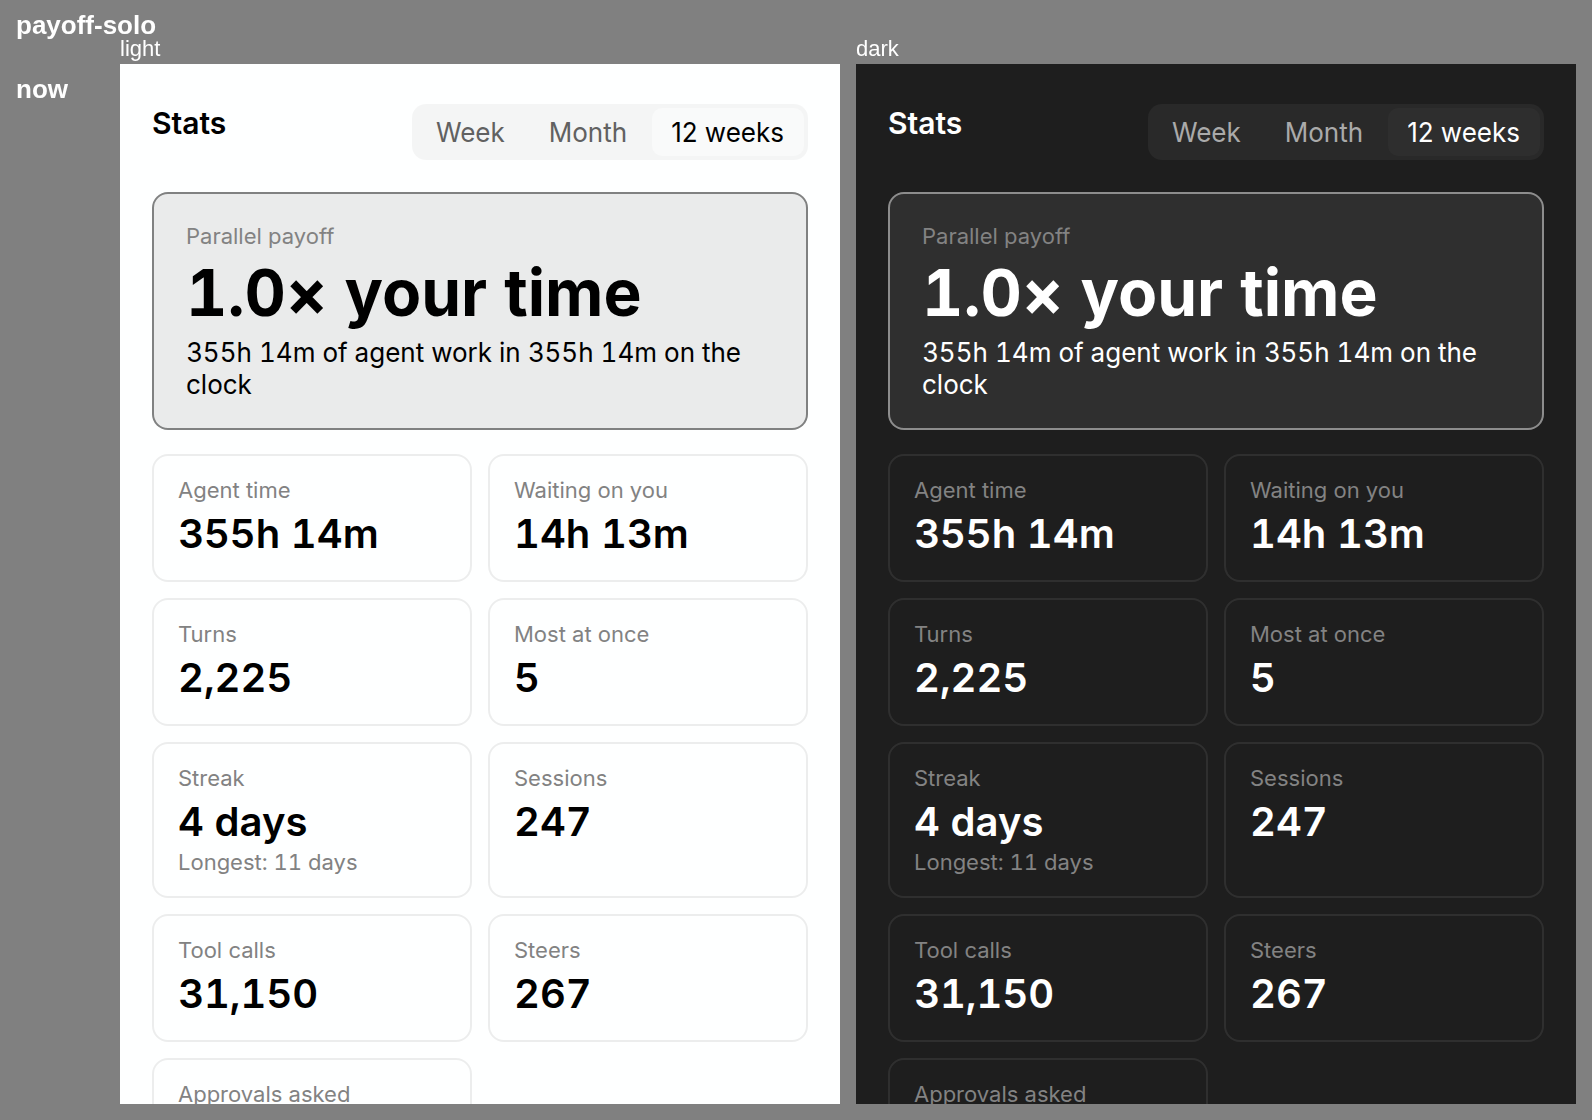 payoff-solo
light
dark
now
Stats
Week Month 12 weeks
Parallel payoff
1.0× your time
355h 14m of agent work in 355h 14m on the
clock
Agent time
355h 14m
Waiting on you
14h 13m
Turns
2,225
Most at once
5
Streak
4 days
Longest: 11 days
Sessions
247
Tool calls
31,150
Steers
267
Approvals asked
Stats
Week Month 12 weeks
Parallel payoff
1.0× your time
355h 14m of agent work in 355h 14m on the
clock
Agent time
355h 14m
Waiting on you
14h 13m
Turns
2,225
Most at once
5
Streak
4 days
Longest: 11 days
Sessions
247
Tool calls
31,150
Steers
267
Approvals asked